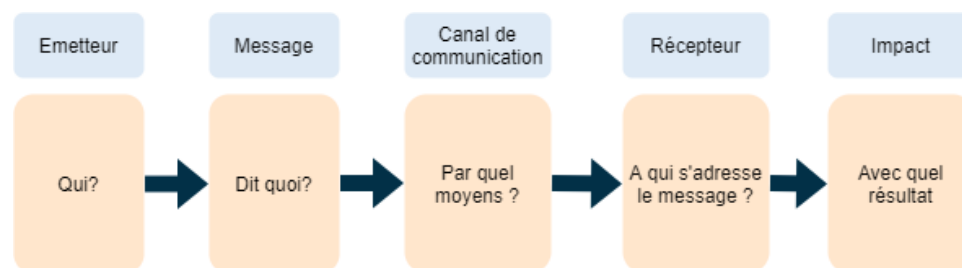 Emetteur
Message
Canal de
communication
Récepteur
Impact
Qui?
Dit quoi?
Par quel
moyens ?
A qui s'adresse
le message ?
Avec quel
résultat